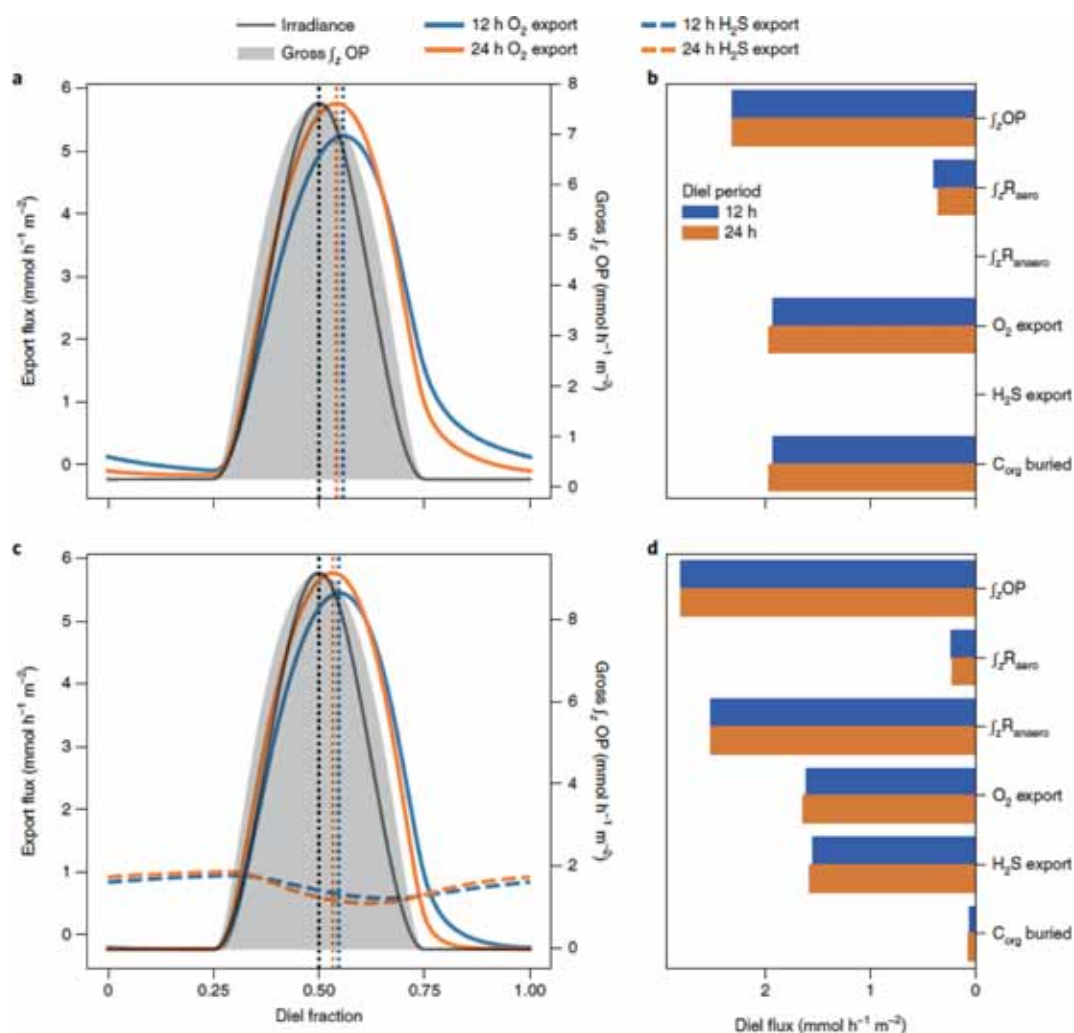 Irradiance
Gross ∫z OP
12 h O₂ export
24 h O₂ export
12 h H₂S export
24 h H₂S export
a
6
5
4
3
2
1
0
Export flux (mmol h⁻¹ m⁻²)
8
7
6
5
4
3
2
1
0
Gross ∫z OP (mmol h⁻¹ m⁻²)
b
Diel period
12 h
24 h
∫zOP
∫zRaero
∫zRanaero
O₂ export
H₂S export
Corg buried
c
6
5
4
3
2
1
0
Export flux (mmol h⁻¹ m⁻²)
8
6
4
2
0
Gross ∫z OP (mmol h⁻¹ m⁻²)
0
0.25
0.50
0.75
1.00
Diel fraction
d
∫zOP
∫zRaero
∫zRanaero
O₂ export
H₂S export
Corg buried
2
1
0
Diel flux (mmol h⁻¹ m⁻²)